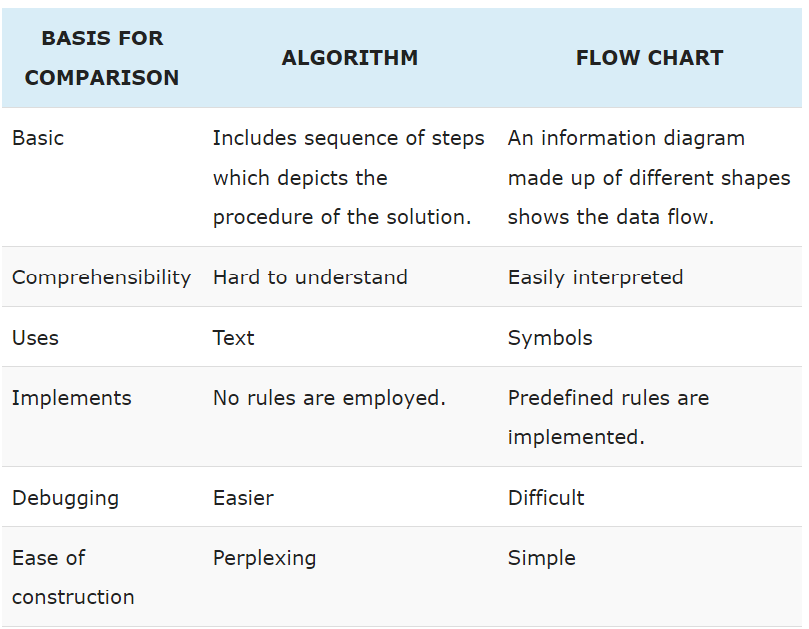 BASIS FOR
COMPARISON
ALGORITHM
FLOW CHART
Basic
Includes sequence of steps
which depicts the
procedure of the solution.
An information diagram
made up of different shapes
shows the data flow.
Comprehensibility
Hard to understand
Easily interpreted
Uses
Text
Symbols
Implements
No rules are employed.
Predefined rules are
implemented.
Debugging
Easier
Difficult
Ease of
construction
Perplexing
Simple